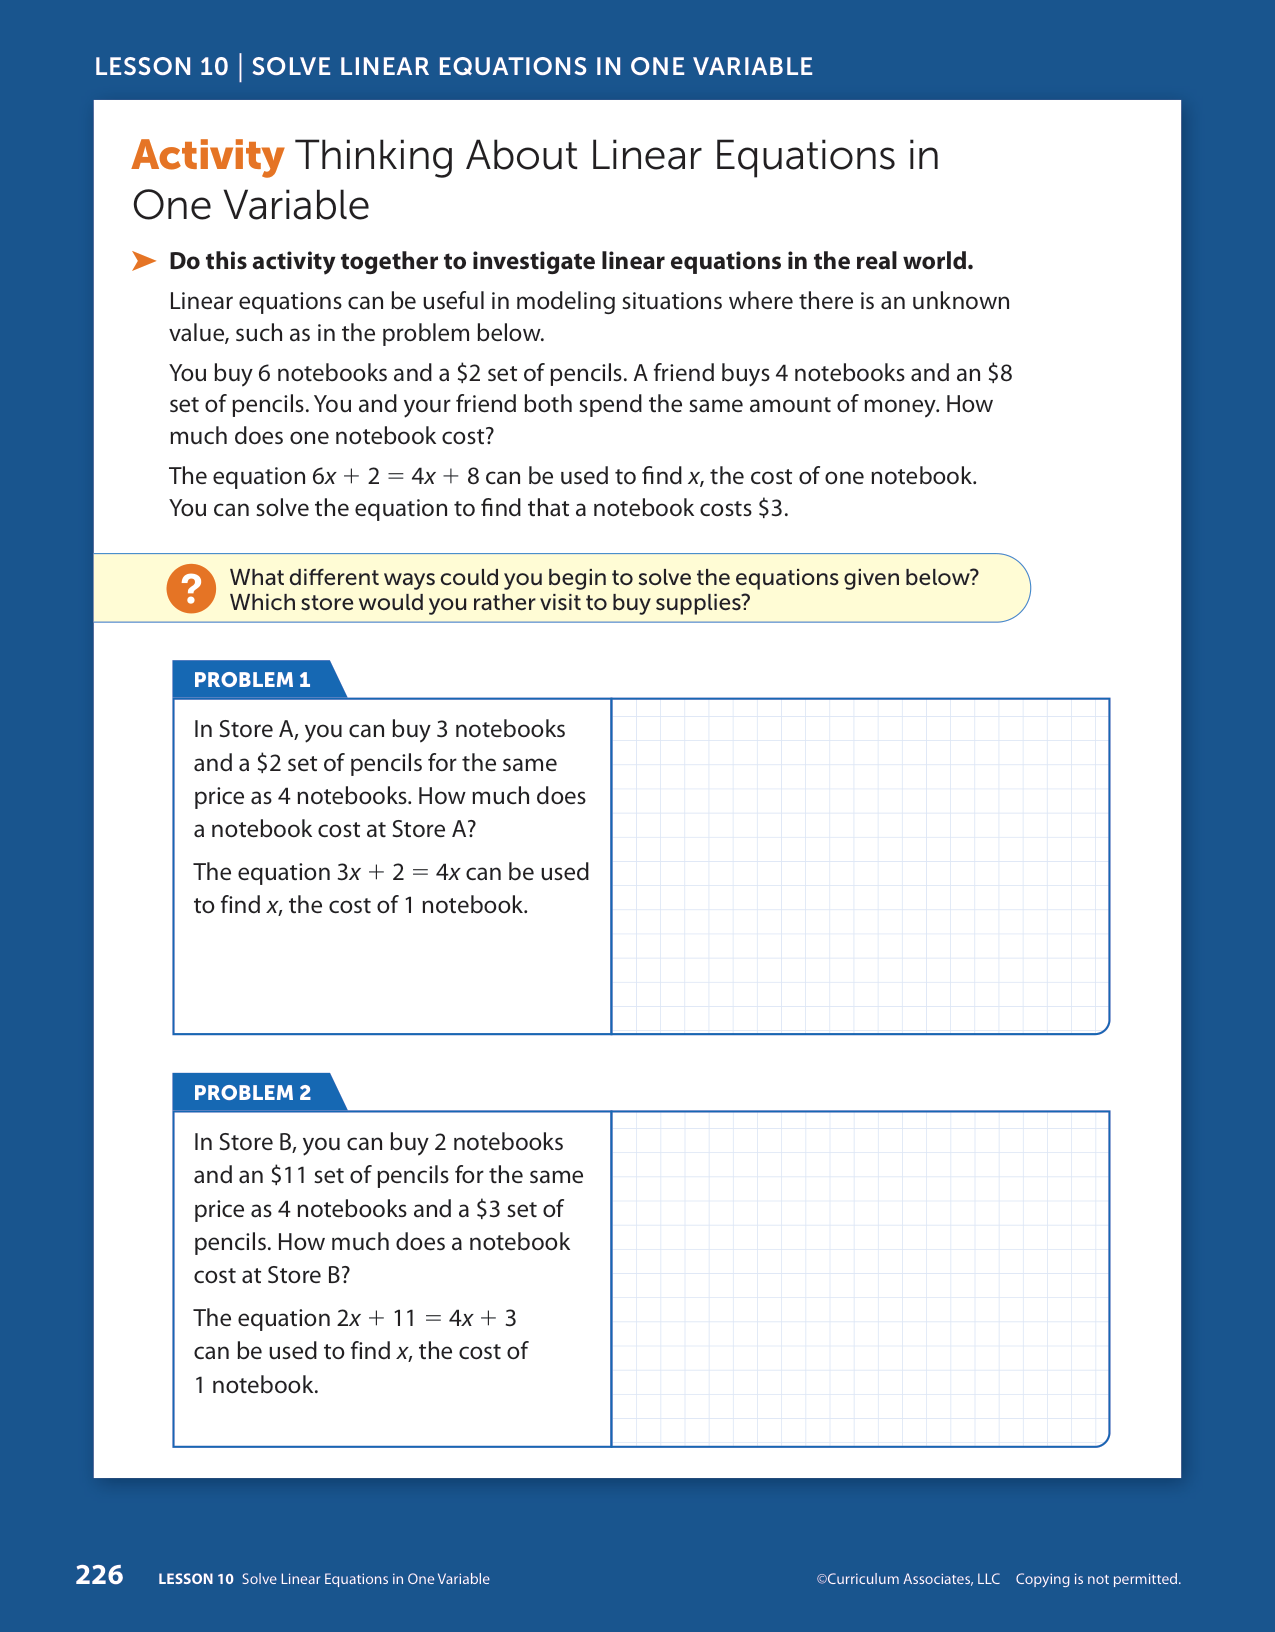 LESSON 10 | SOLVE LINEAR EQUATIONS IN ONE VARIABLE
Activity Thinking About Linear Equations in
One Variable
➤ Do this activity together to investigate linear equations in the real world.
Linear equations can be useful in modeling situations where there is an unknown
value, such as in the problem below.
You buy 6 notebooks and a $2 set of pencils. A friend buys 4 notebooks and an $8
set of pencils. You and your friend both spend the same amount of money. How
much does one notebook cost?
The equation 6x + 2 = 4x + 8 can be used to find x, the cost of one notebook.
You can solve the equation to find that a notebook costs $3.
? What different ways could you begin to solve the equations given below?
Which store would you rather visit to buy supplies?
PROBLEM 1
In Store A, you can buy 3 notebooks
and a $2 set of pencils for the same
price as 4 notebooks. How much does
a notebook cost at Store A?
The equation 3x + 2 = 4x can be used
to find x, the cost of 1 notebook.
PROBLEM 2
In Store B, you can buy 2 notebooks
and an $11 set of pencils for the same
price as 4 notebooks and a $3 set of
pencils. How much does a notebook
cost at Store B?
The equation 2x + 11 = 4x + 3
can be used to find x, the cost of
1 notebook.
226 LESSON 10 Solve Linear Equations in One Variable
©Curriculum Associates, LLC Copying is not permitted.